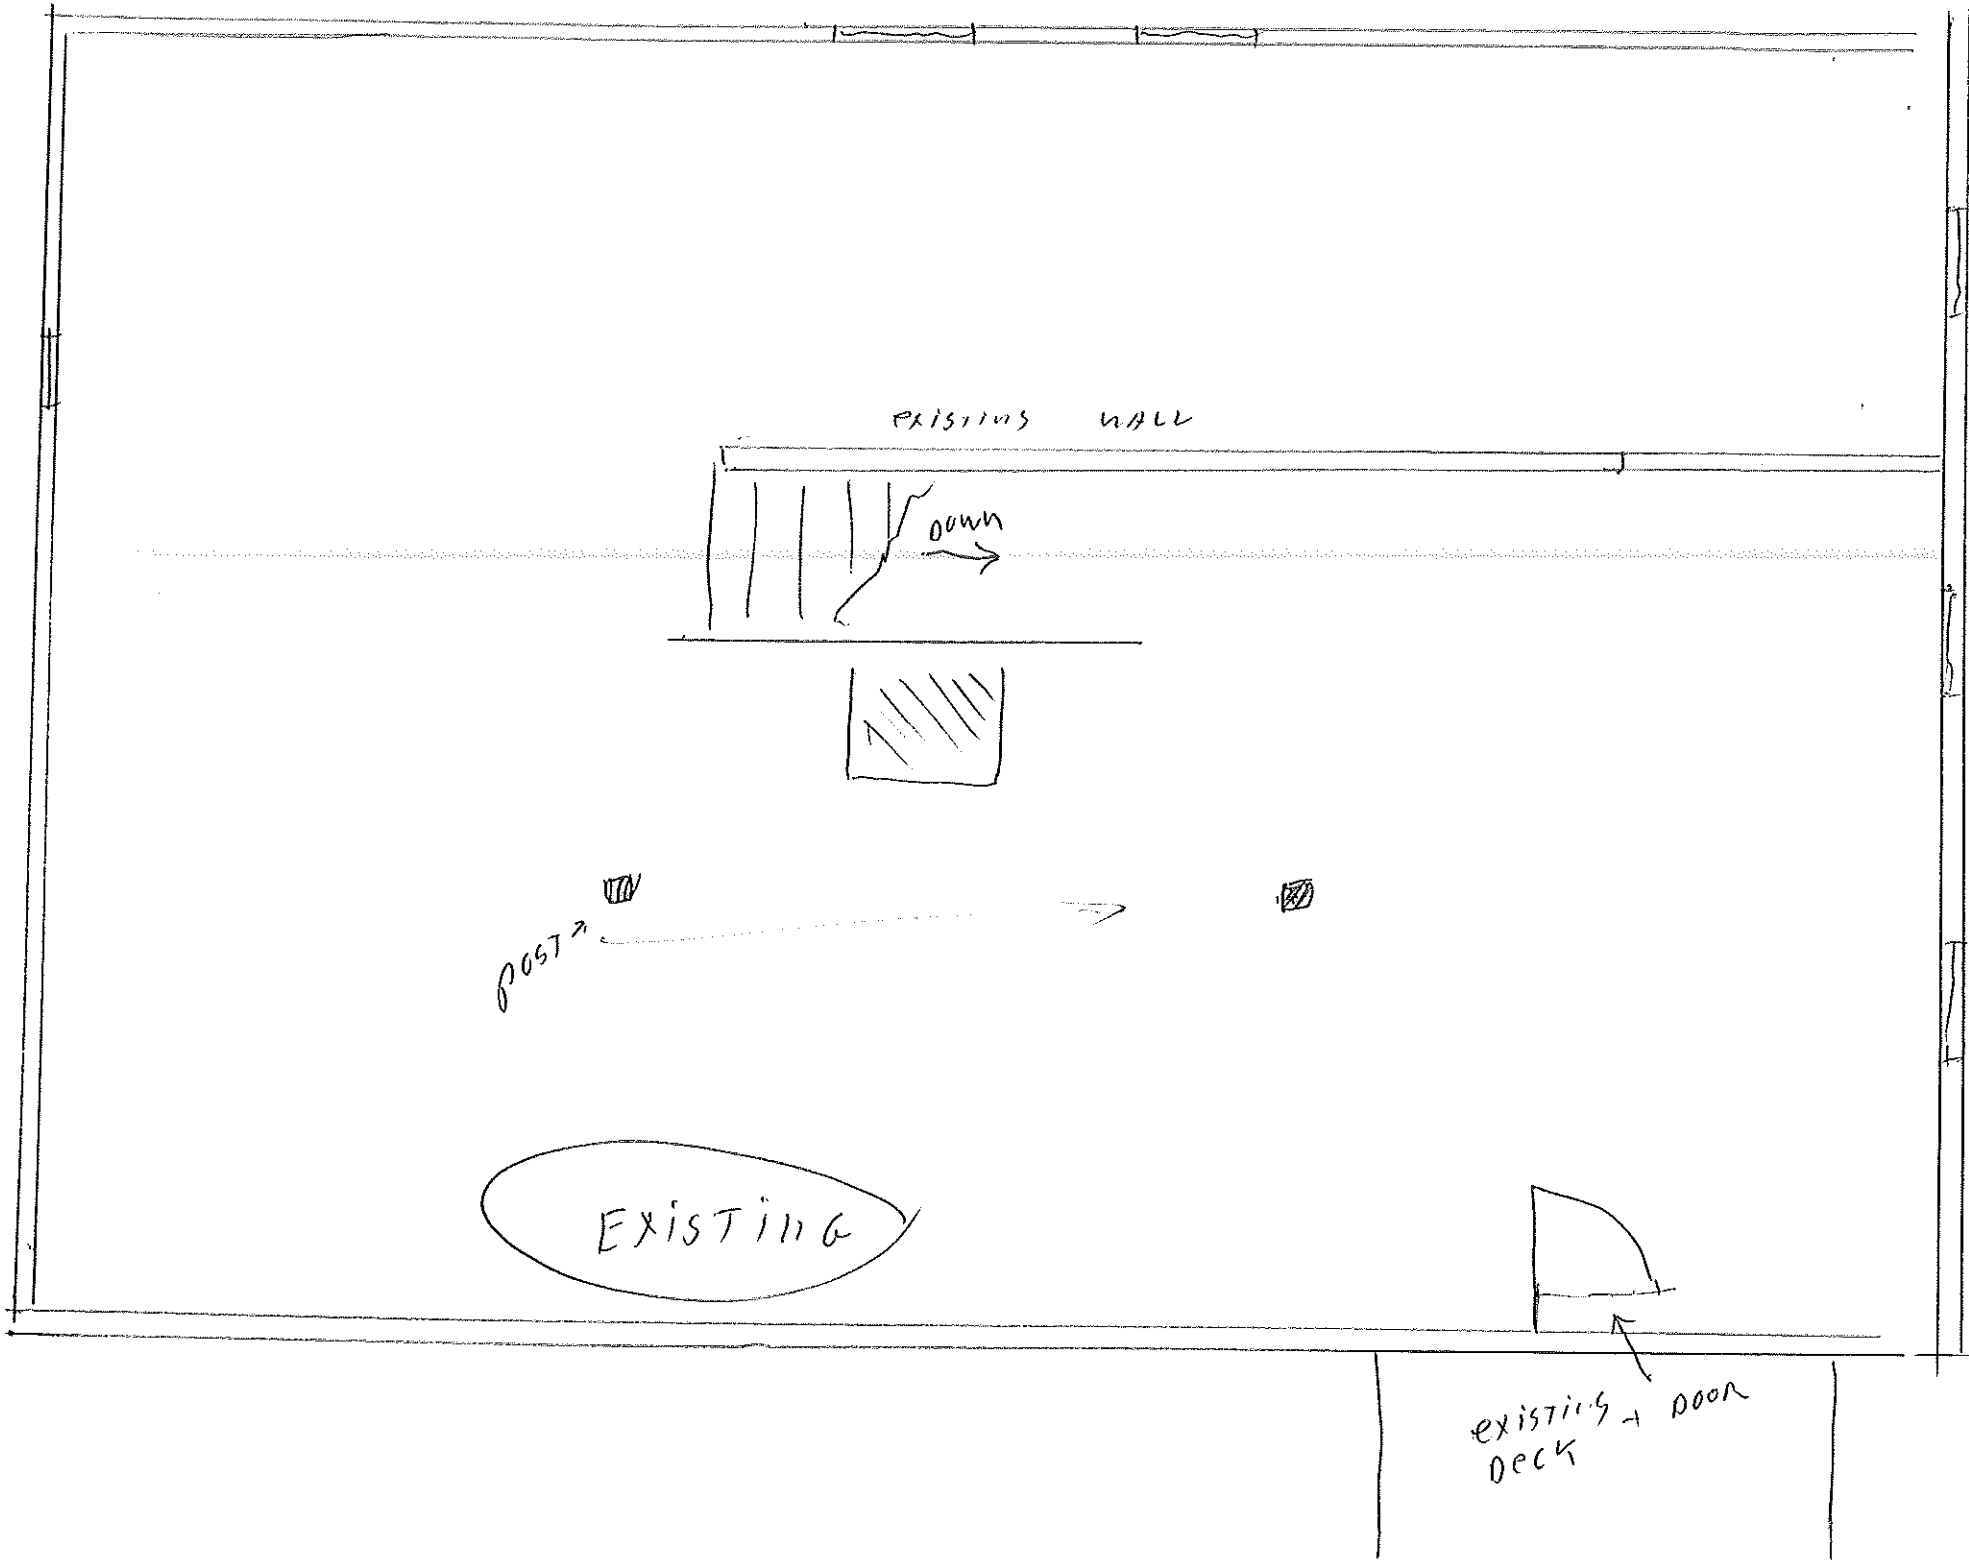 existing wall
Down
post
EXISTING
existing + Door
Deck